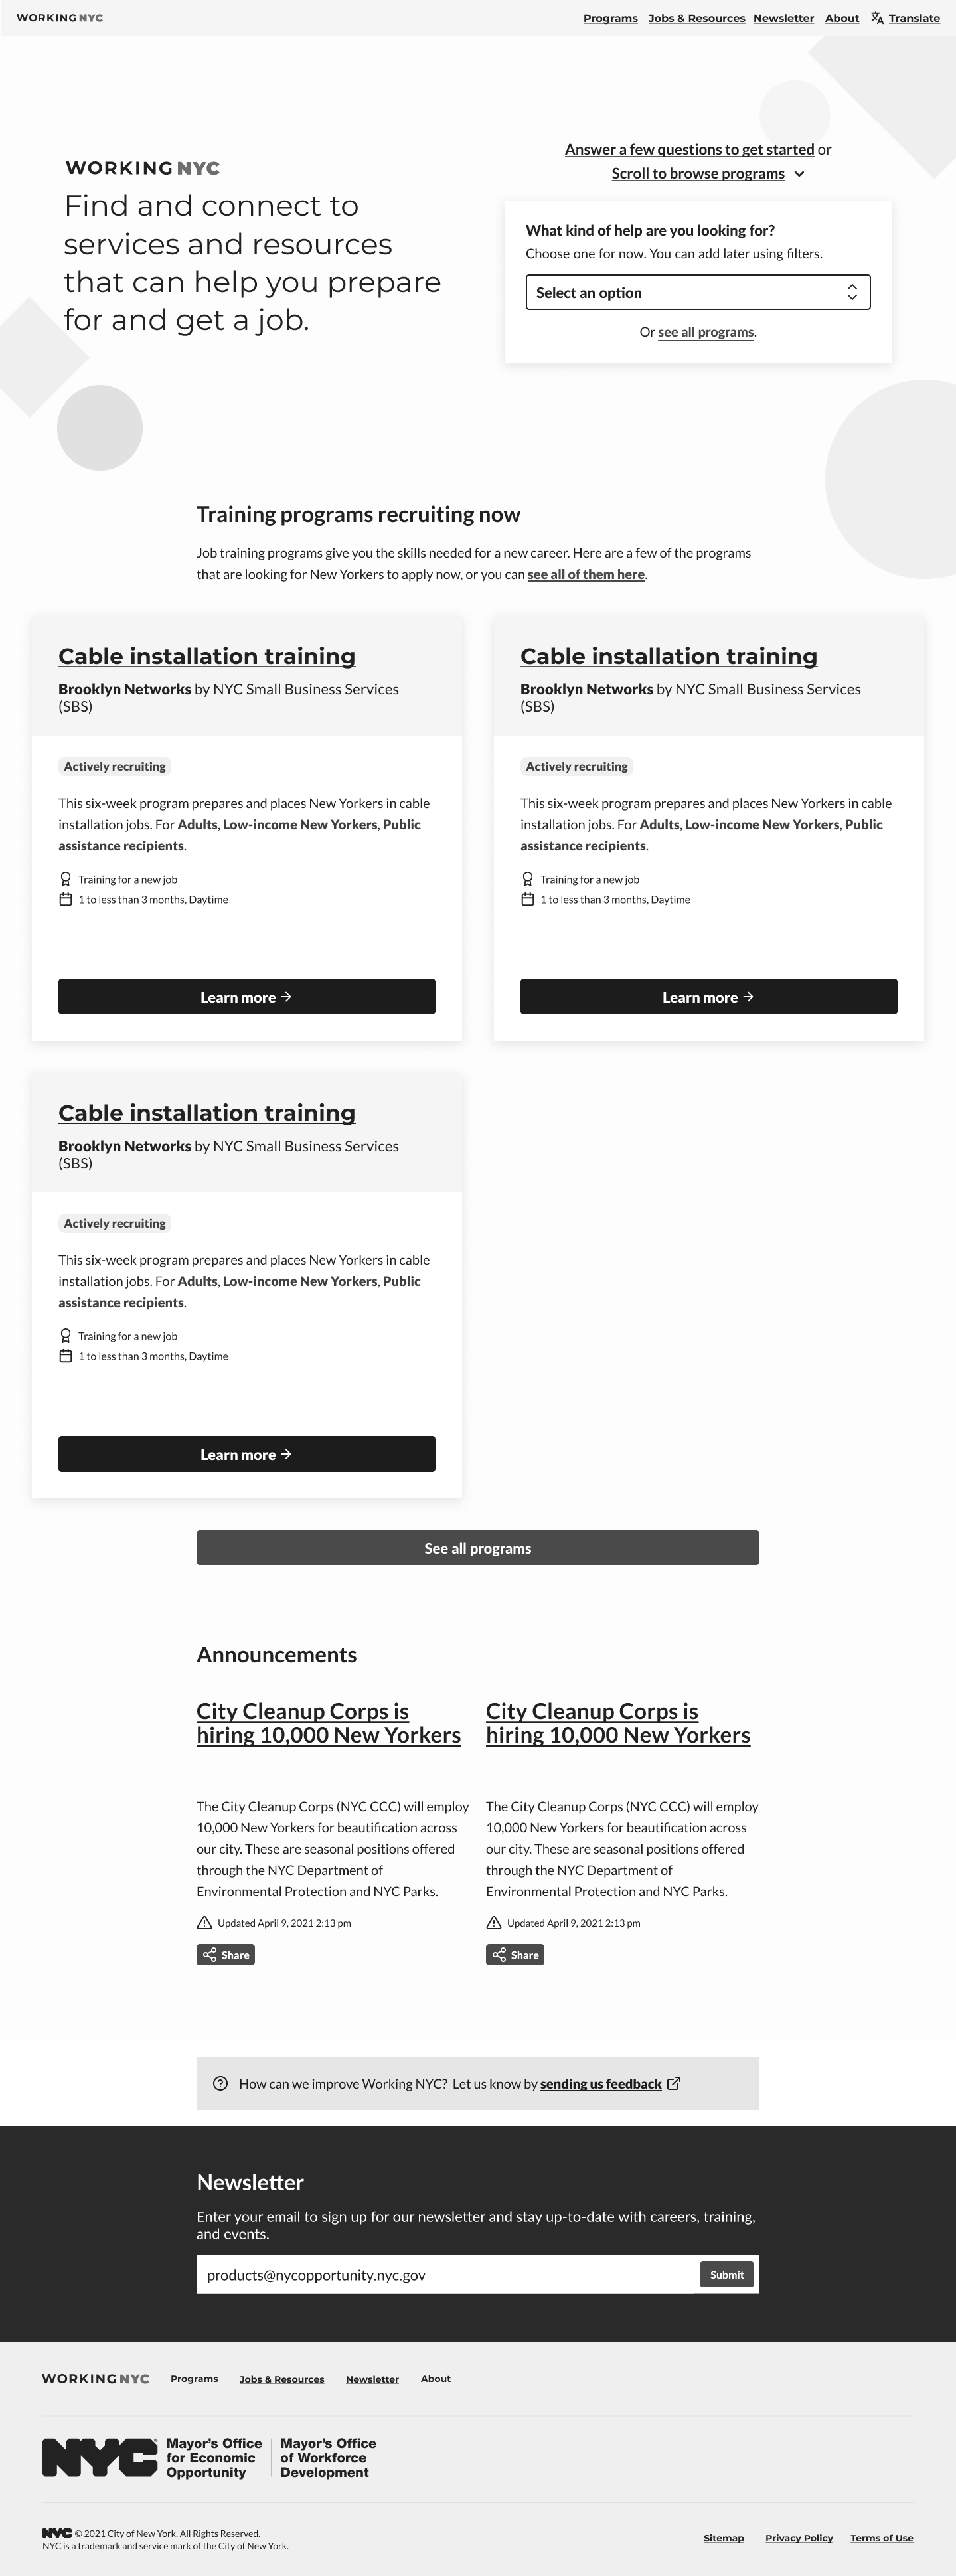 WORKING NYC
Programs
Jobs & Resources
Newsletter
About
Translate
WORKING NYC
Find and connect to
services and resources
that can help you prepare
for and get a job.
Answer a few questions to get started or
Scroll to browse programs
What kind of help are you looking for?
Choose one for now. You can add later using filters.
Select an option
Or see all programs.
Training programs recruiting now
Job training programs give you the skills needed for a new career. Here are a few of the programs
that are looking for New Yorkers to apply now, or you can see all of them here.
Cable installation training
Brooklyn Networks by NYC Small Business Services
(SBS)
Actively recruiting
This six-week program prepares and places New Yorkers in cable
installation jobs. For Adults, Low-income New Yorkers, Public
assistance recipients.
Training for a new job
1 to less than 3 months, Daytime
Learn more
Cable installation training
Brooklyn Networks by NYC Small Business Services
(SBS)
Actively recruiting
This six-week program prepares and places New Yorkers in cable
installation jobs. For Adults, Low-income New Yorkers, Public
assistance recipients.
Training for a new job
1 to less than 3 months, Daytime
Learn more
Cable installation training
Brooklyn Networks by NYC Small Business Services
(SBS)
Actively recruiting
This six-week program prepares and places New Yorkers in cable
installation jobs. For Adults, Low-income New Yorkers, Public
assistance recipients.
Training for a new job
1 to less than 3 months, Daytime
Learn more
See all programs
Announcements
City Cleanup Corps is
hiring 10,000 New Yorkers
The City Cleanup Corps (NYC CCC) will employ
10,000 New Yorkers for beautification across
our city. These are seasonal positions offered
through the NYC Department of
Environmental Protection and NYC Parks.
Updated April 9, 2021 2:13 pm
Share
City Cleanup Corps is
hiring 10,000 New Yorkers
The City Cleanup Corps (NYC CCC) will employ
10,000 New Yorkers for beautification across
our city. These are seasonal positions offered
through the NYC Department of
Environmental Protection and NYC Parks.
Updated April 9, 2021 2:13 pm
Share
How can we improve Working NYC? Let us know by sending us feedback
Newsletter
Enter your email to sign up for our newsletter and stay up-to-date with careers, training,
and events.
products@nycopportunity.nyc.gov
Submit
WORKING NYC
Programs
Jobs & Resources
Newsletter
About
NYC
Mayor's Office
for Economic
Opportunity
Mayor's Office
of Workforce
Development
NYC © 2021 City of New York. All Rights Reserved.
NYC is a trademark and service mark of the City of New York.
Sitemap
Privacy Policy
Terms of Use